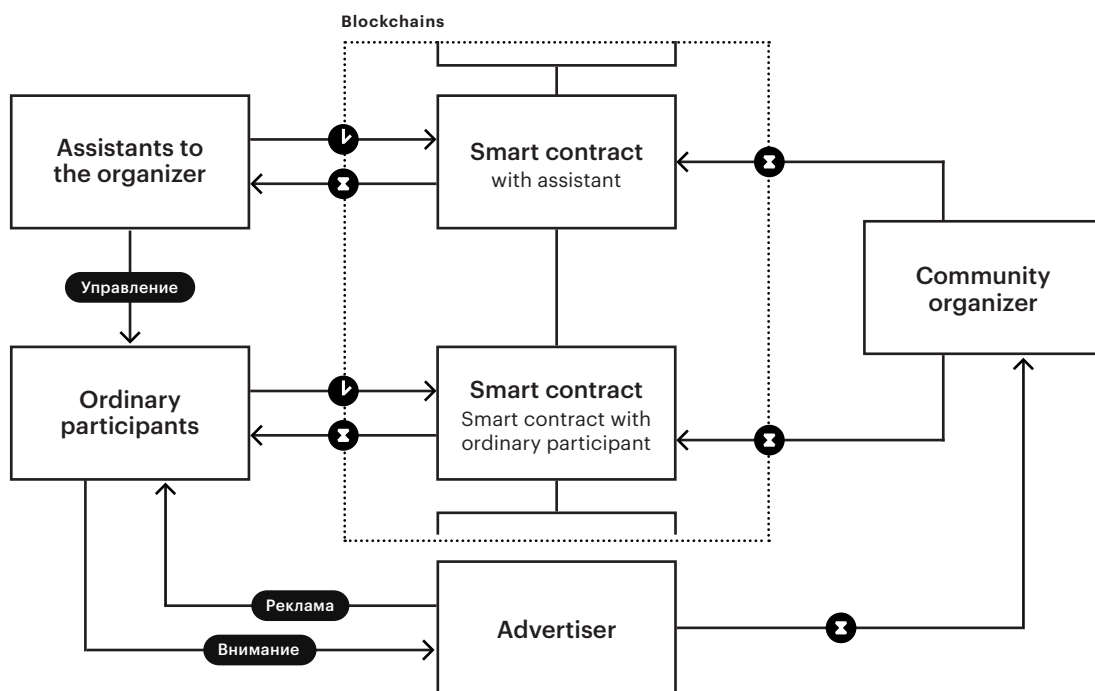 Blockchains
Assistants to
the organizer
Smart contract
with assistant
Community
organizer
Управление
Ordinary
participants
Smart contract
Smart contract with
ordinary participant
Реклама
Внимание
Advertiser